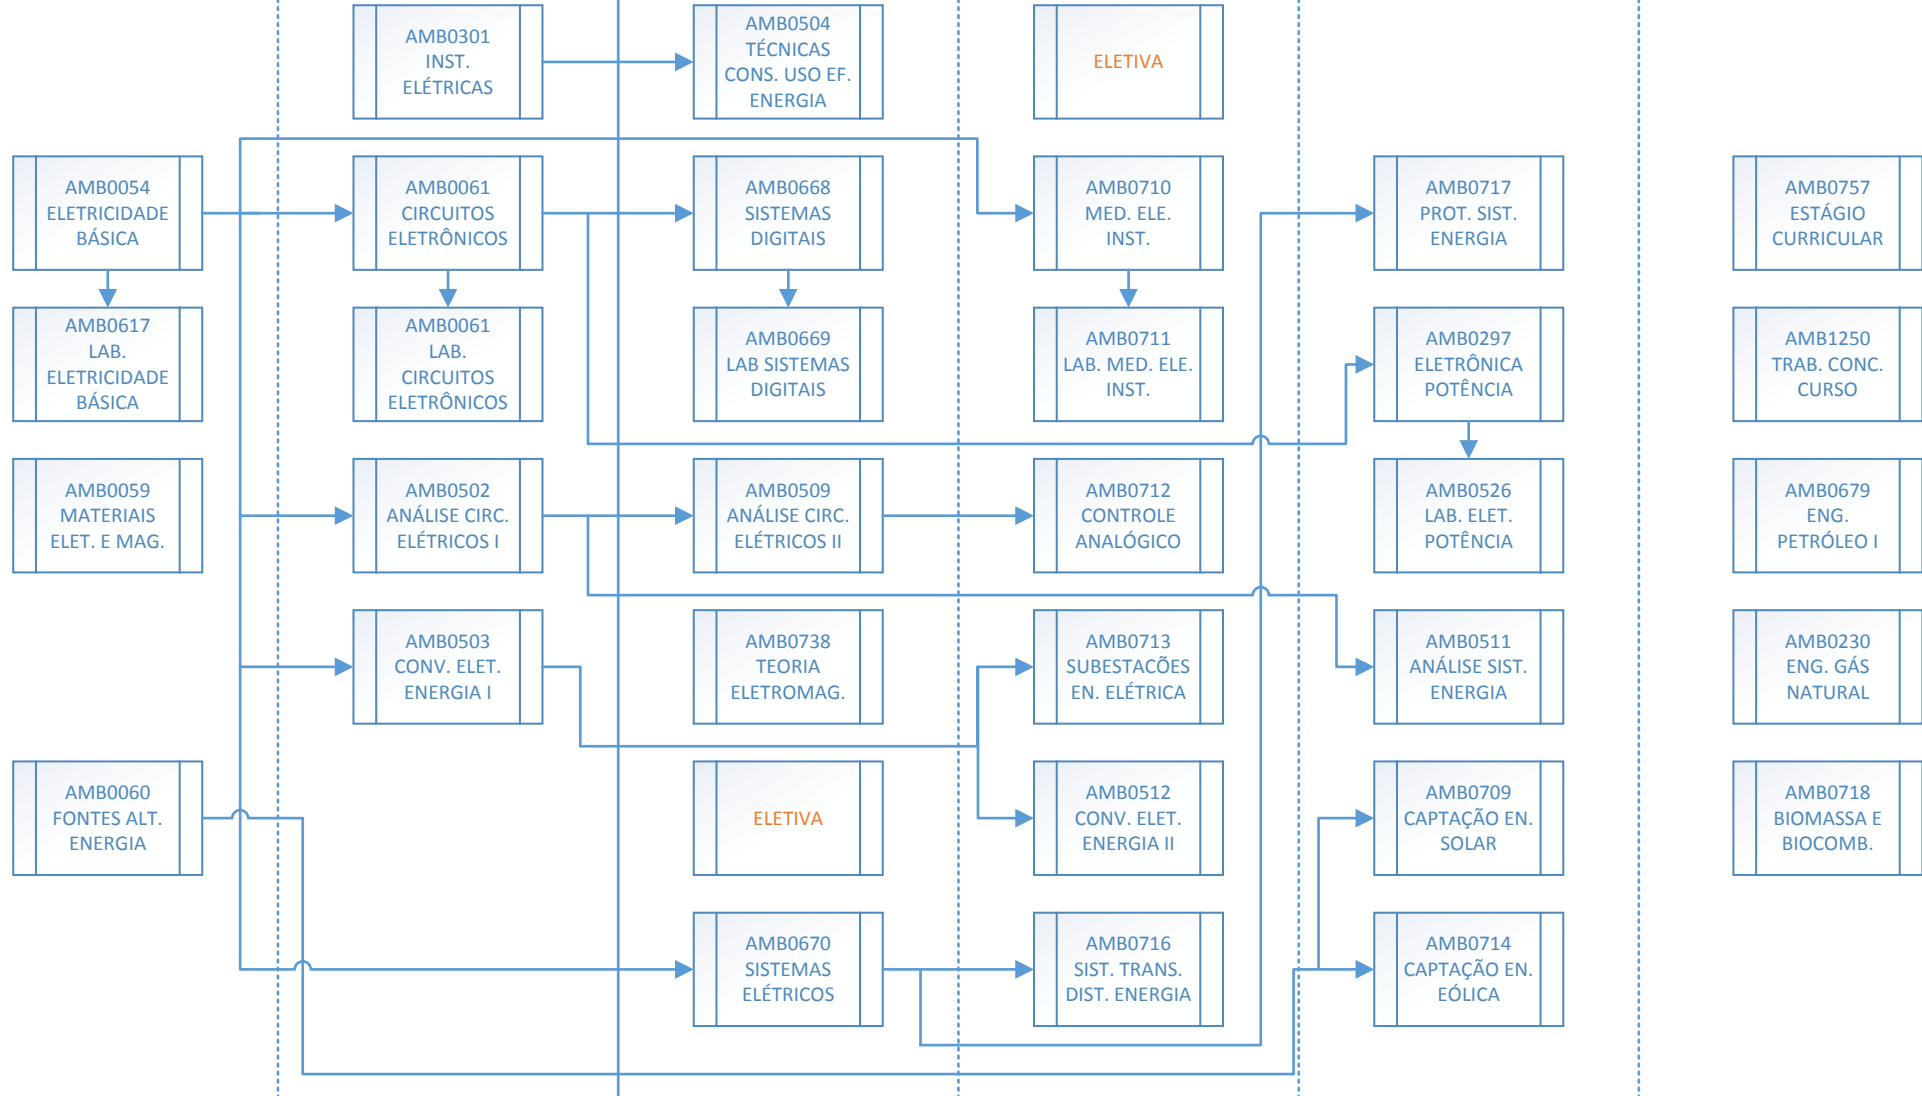 AMB0301
INST.
ELÉTRICAS
AMB0504
TÉCNICAS
CONS. USO EF.
ENERGIA
ELETIVA
AMB0054
ELETRICIDADE
BÁSICA
AMB0061
CIRCUITOS
ELETRÔNICOS
AMB0668
SISTEMAS
DIGITAIS
AMB0710
MED. ELE.
INST.
AMB0717
PROT. SIST.
ENERGIA
AMB0757
ESTÁGIO
CURRICULAR
AMB0617
LAB.
ELETRICIDADE
BÁSICA
AMB0061
LAB.
CIRCUITOS
ELETRÔNICOS
AMB0669
LAB SISTEMAS
DIGITAIS
AMB0711
LAB. MED. ELE.
INST.
AMB0297
ELETRÔNICA
POTÊNCIA
AMB1250
TRAB. CONC.
CURSO
AMB0059
MATERIAIS
ELET. E MAG.
AMB0502
ANÁLISE CIRC.
ELÉTRICOS I
AMB0509
ANÁLISE CIRC.
ELÉTRICOS II
AMB0712
CONTROLE
ANALÓGICO
AMB0526
LAB. ELET.
POTÊNCIA
AMB0679
ENG.
PETRÓLEO I
AMB0503
CONV. ELET.
ENERGIA I
AMB0738
TEORIA
ELETROMAG.
AMB0713
SUBESTACÕES
EN. ELÉTRICA
AMB0511
ANÁLISE SIST.
ENERGIA
AMB0230
ENG. GÁS
NATURAL
AMB0060
FONTES ALT.
ENERGIA
ELETIVA
AMB0512
CONV. ELET.
ENERGIA II
AMB0709
CAPTAÇÃO EN.
SOLAR
AMB0718
BIOMASSA E
BIOCOMB.
AMB0670
SISTEMAS
ELÉTRICOS
AMB0716
SIST. TRANS.
DIST. ENERGIA
AMB0714
CAPTAÇÃO EN.
EÓLICA